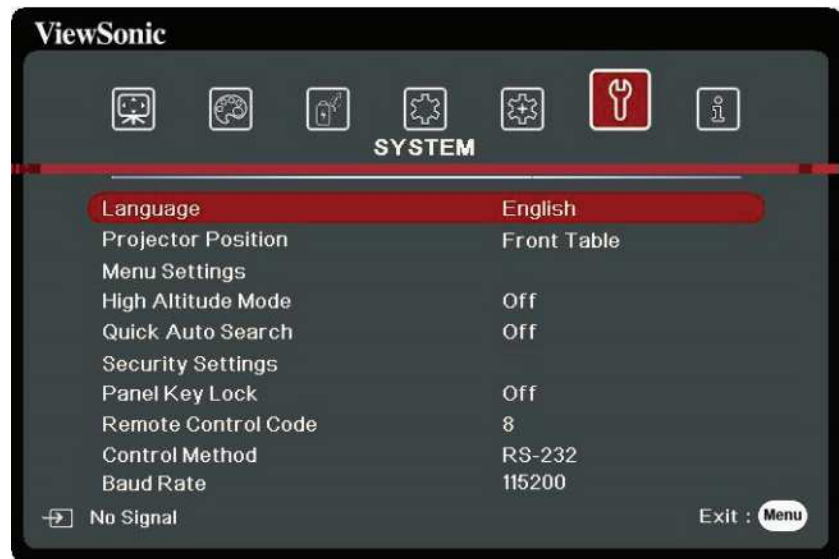 ViewSonic
SYSTEM
Language English
Projector Position Front Table
Menu Settings
High Altitude Mode Off
Quick Auto Search Off
Security Settings
Panel Key Lock Off
Remote Control Code 8
Control Method RS-232
Baud Rate 115200
No Signal Exit : Menu